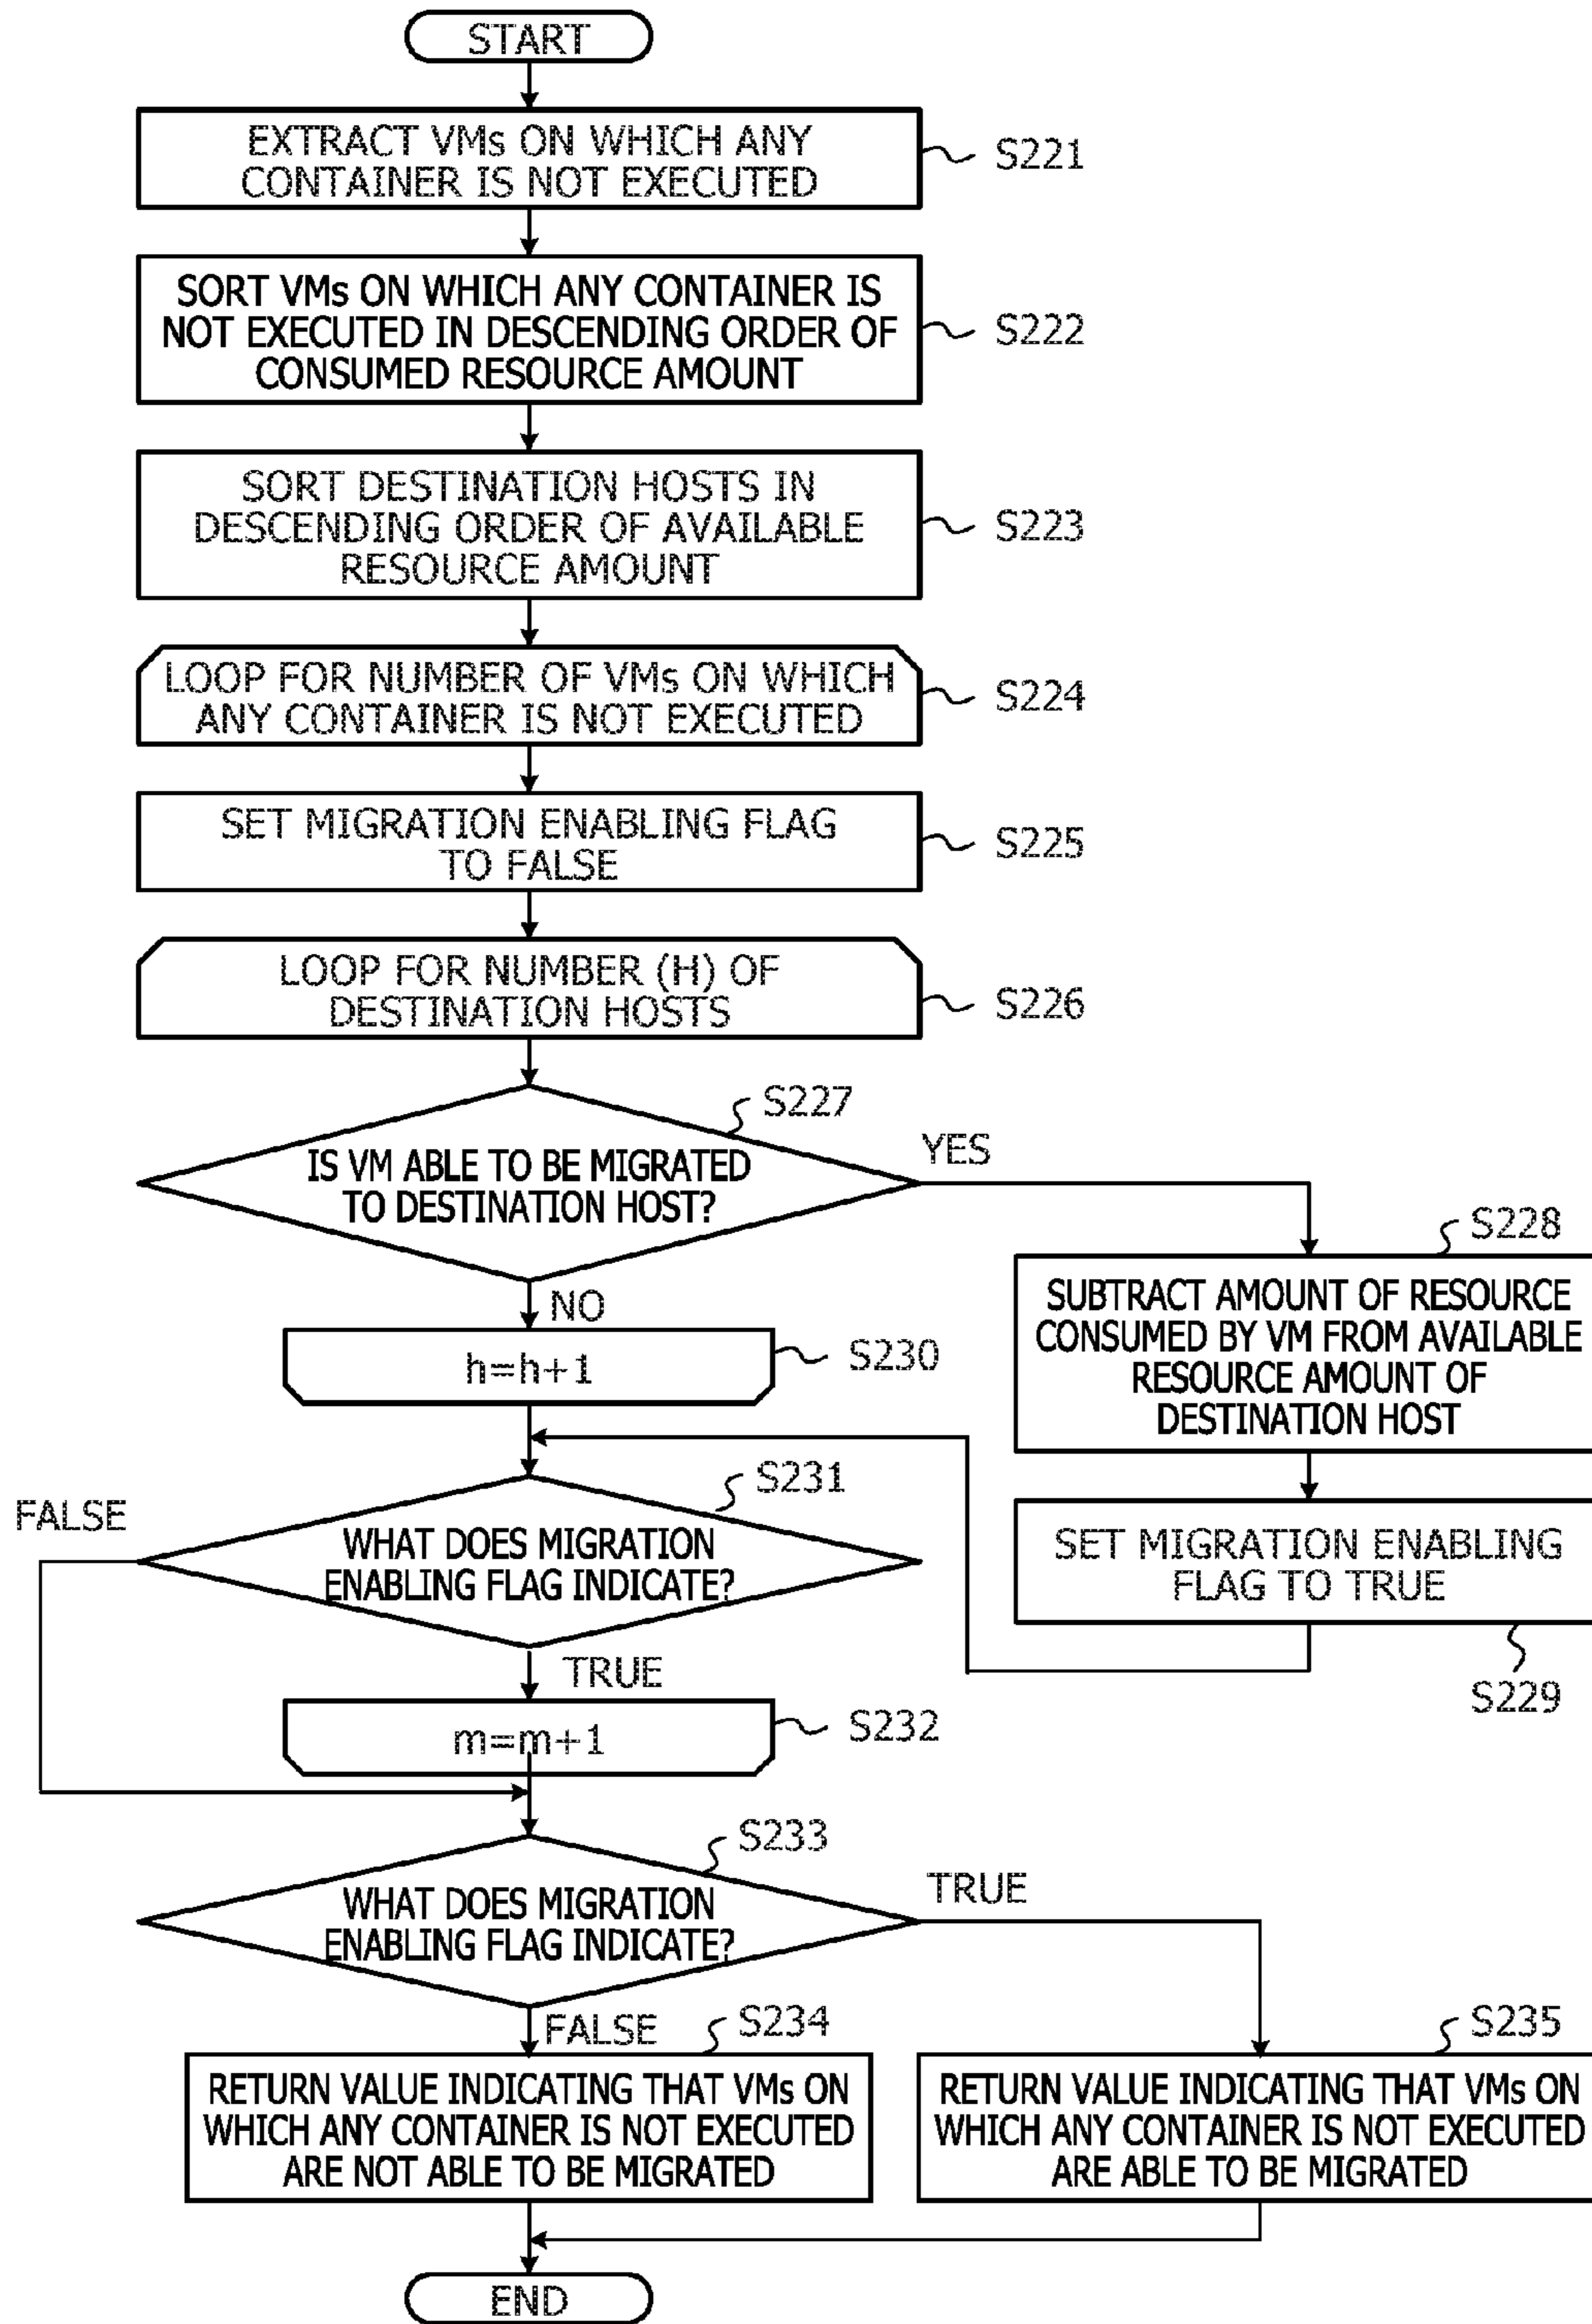 START
EXTRACT VMs ON WHICH ANY
CONTAINER IS NOT EXECUTED
S221
SORT VMs ON WHICH ANY CONTAINER IS
NOT EXECUTED IN DESCENDING ORDER OF
CONSUMED RESOURCE AMOUNT
S222
SORT DESTINATION HOSTS IN
DESCENDING ORDER OF AVAILABLE
RESOURCE AMOUNT
S223
LOOP FOR NUMBER OF VMs ON WHICH
ANY CONTAINER IS NOT EXECUTED
S224
SET MIGRATION ENABLING FLAG
TO FALSE
S225
LOOP FOR NUMBER (H) OF
DESTINATION HOSTS
S226
S227
IS VM ABLE TO BE MIGRATED
TO DESTINATION HOST?
YES
NO
S228
SUBTRACT AMOUNT OF RESOURCE
CONSUMED BY VM FROM AVAILABLE
RESOURCE AMOUNT OF
DESTINATION HOST
SET MIGRATION ENABLING
FLAG TO TRUE
S229
h=h+1
S230
S231
WHAT DOES MIGRATION
ENABLING FLAG INDICATE?
FALSE
TRUE
m=m+1
S232
S233
WHAT DOES MIGRATION
ENABLING FLAG INDICATE?
TRUE
FALSE
S234
RETURN VALUE INDICATING THAT VMs ON
WHICH ANY CONTAINER IS NOT EXECUTED
ARE NOT ABLE TO BE MIGRATED
S235
RETURN VALUE INDICATING THAT VMs ON
WHICH ANY CONTAINER IS NOT EXECUTED
ARE ABLE TO BE MIGRATED
END